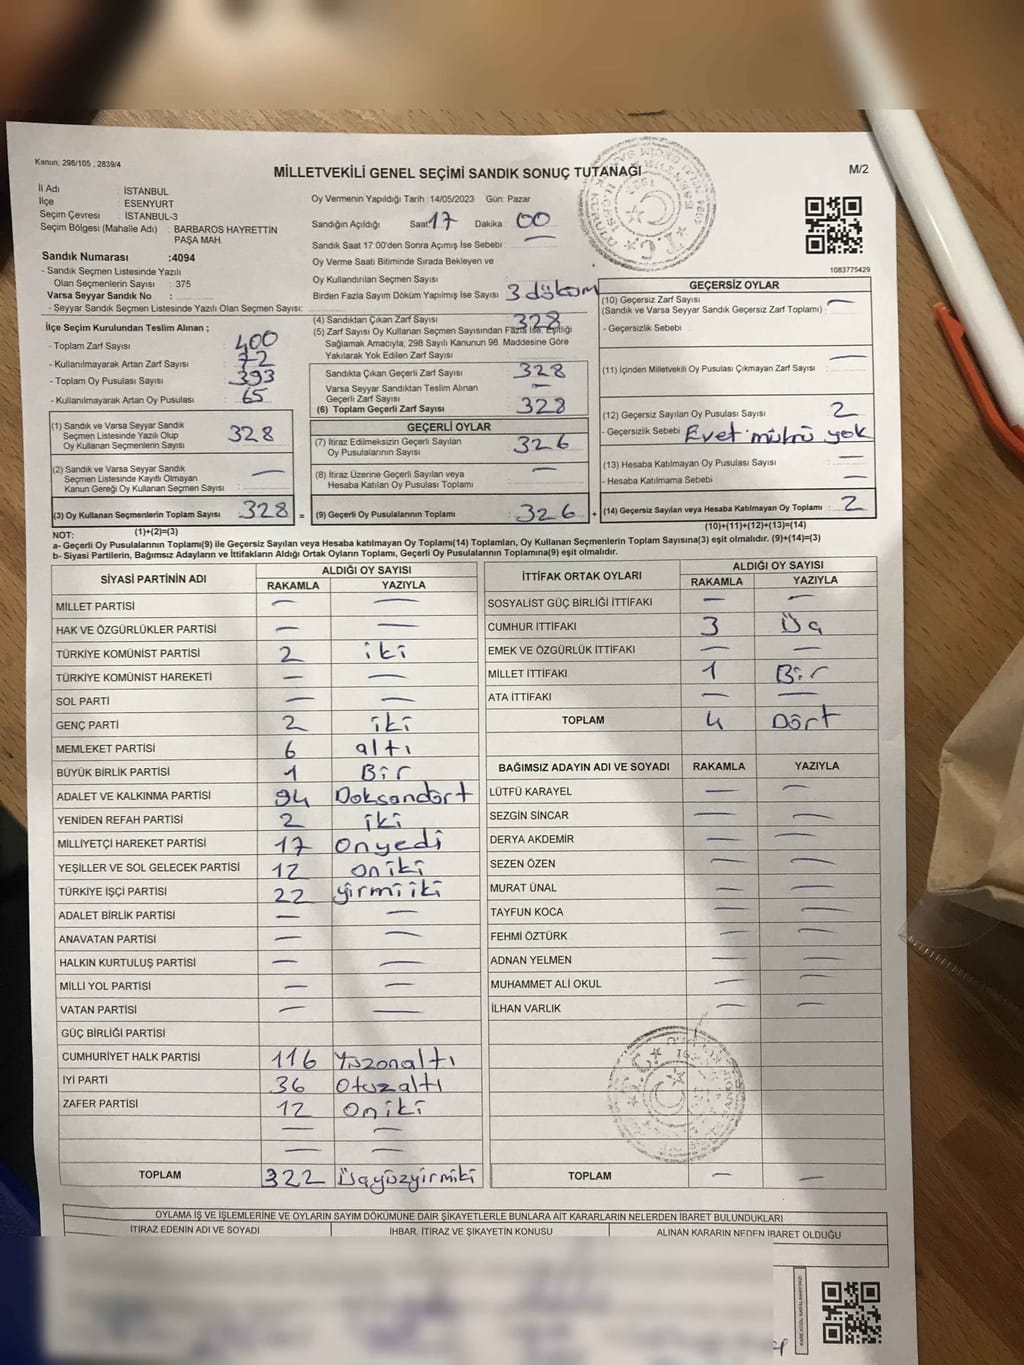 Kanun: 298/105 , 2839/4
MİLLETVEKİLİ GENEL SEÇİMİ SANDIK SONUÇ TUTANAĞI
M/2
İl Adı : İSTANBUL
İlçe : ESENYURT
Seçim Çevresi : İSTANBUL-3
Seçim Bölgesi (Mahalle Adı) : BARBAROS HAYRETTİN
PAŞA MAH.
Sandık Numarası :4094
- Sandık Seçmen Listesinde Yazılı
Olan Seçmenlerin Sayısı : 375
Varsa Seyyar Sandık No :
- Seyyar Sandık Seçmen Listesinde Yazılı Olan Seçmen Sayısı:
Oy Vermenin Yapıldığı Tarih :14/05/2023 Gün: Pazar
Sandığın Açıldığı Saat 17 Dakika 00
Sandık Saat 17.00'den Sonra Açılmış İse Sebebi : —
Oy Verme Saati Bitiminde Sırada Bekleyen ve
Oy Kullandırılan Seçmen Sayısı
Birden Fazla Sayım Döküm Yapılmış İse Sayısı 3 döküm
1083775429
İlçe Seçim Kurulundan Teslim Alınan ;
- Toplam Zarf Sayısı 400
- Kullanılmayarak Artan Zarf Sayısı 72
- Toplam Oy Pusulası Sayısı 393
- Kullanılmayarak Artan Oy Pusulası 65
(1) Sandık ve Varsa Seyyar Sandık
Seçmen Listesinde Yazılı Olup
Oy Kullanan Seçmenlerin Sayısı 328
(2) Sandık ve Varsa Seyyar Sandık
Seçmen Listesinde Kayıtlı Olmayan
Kanun Gereği Oy Kullanan Seçmen Sayısı : —
(3) Oy Kullanan Seçmenlerin Toplam Sayısı 328 =
(1)+(2)=(3)
(4) Sandıktan Çıkan Zarf Sayısı 328
(5) Zarf Sayısı Oy Kullanan Seçmen Sayısından Fazla İse, Eşitliği
Sağlamak Amacıyla, 298 Sayılı Kanunun 98. Maddesine Göre
Yakılarak Yok Edilen Zarf Sayısı
Sandıkta Çıkan Geçerli Zarf Sayısı 328
Varsa Seyyar Sandıktan Teslim Alınan
Geçerli Zarf Sayısı —
(6) Toplam Geçerli Zarf Sayısı 328
GEÇERLİ OYLAR
(7) İtiraz Edilmeksizin Geçerli Sayılan
Oy Pusulalarının Sayısı 326
(8) İtiraz Üzerine Geçerli Sayılan veya
Hesaba Katılan Oy Pusulası Toplamı —
(9) Geçerli Oy Pusulalarının Toplamı : 326 +
GEÇERSİZ OYLAR
(10) Geçersiz Zarf Sayısı —
(Sandık ve Varsa Seyyar Sandık Geçersiz Zarf Toplamı) :
- Geçersizlik Sebebi
(11) İçinden Milletvekili Oy Pusulası Çıkmayan Zarf Sayısı —
(12) Geçersiz Sayılan Oy Pusulası Sayısı 2
- Geçersizlik Sebebi Evet mührü yok
(13) Hesaba Katılmayan Oy Pusulası Sayısı —
- Hesaba Katılmama Sebebi —
(14) Geçersiz Sayılan veya Hesaba Katılmayan Oy Toplamı : 2
(10)+(11)+(12)+(13)=(14)
NOT:
a- Geçerli Oy Pusulalarının Toplamı(9) ile Geçersiz Sayılan veya Hesaba katılmayan Oy Toplamı(14) Toplamları, Oy Kullanan Seçmenlerin Toplam Sayısına(3) eşit olmalıdır. (9)+(14)=(3)
b- Siyasi Partilerin, Bağımsız Adayların ve İttifakların Aldığı Ortak Oyların Toplamı, Geçerli Oy Pusulalarının Toplamına(9) eşit olmalıdır.
SİYASİ PARTİNİN ADI ALDIĞI OY SAYISI
RAKAMLA YAZIYLA
MİLLET PARTİSİ — —
HAK VE ÖZGÜRLÜKLER PARTİSİ — —
TÜRKİYE KOMÜNİST PARTİSİ 2 iki
TÜRKİYE KOMÜNİST HAREKETİ — —
SOL PARTİ — —
GENÇ PARTİ 2 iki
MEMLEKET PARTİSİ 6 altı
BÜYÜK BİRLİK PARTİSİ 1 Bir
ADALET VE KALKINMA PARTİSİ 94 Doksandört
YENİDEN REFAH PARTİSİ 2 iki
MİLLİYETÇİ HAREKET PARTİSİ 17 onyedi
YEŞİLLER VE SOL GELECEK PARTİSİ 12 oniki
TÜRKİYE İŞÇİ PARTİSİ 22 yirmiiki
ADALET BİRLİK PARTİSİ — —
ANAVATAN PARTİSİ — —
HALKIN KURTULUŞ PARTİSİ — —
MİLLİ YOL PARTİSİ — —
VATAN PARTİSİ — —
GÜÇ BİRLİĞİ PARTİSİ
CUMHURİYET HALK PARTİSİ 116 Yüzonaltı
İYİ PARTİ 36 Otuzaltı
ZAFER PARTİSİ 12 Oniki
— —
— —
TOPLAM 322 Üçyüzyirmiki
İTTİFAK ORTAK OYLARI ALDIĞI OY SAYISI
RAKAMLA YAZIYLA
SOSYALİST GÜÇ BİRLİĞİ İTTİFAKI — —
CUMHUR İTTİFAKI 3 Üç
EMEK VE ÖZGÜRLÜK İTTİFAKI — —
MİLLET İTTİFAKI 1 Bir
ATA İTTİFAKI — —
TOPLAM 4 Dört
BAĞIMSIZ ADAYIN ADI VE SOYADI RAKAMLA YAZIYLA
LÜTFÜ KARAYEL — —
SEZGİN SİNCAR — —
DERYA AKDEMİR — —
SEZEN ÖZEN — —
MURAT ÜNAL — —
TAYFUN KOCA — —
FEHMİ ÖZTÜRK — —
ADNAN YELMEN — —
MUHAMMET ALİ OKUL — —
İLHAN VARLIK — —
TOPLAM — —
OYLAMA İŞ VE İŞLEMLERİNE VE OYLARIN SAYIM DÖKÜMÜNE DAİR ŞİKAYETLERLE BUNLARA AİT KARARLARIN NELERDEN İBARET BULUNDUKLARI
İTİRAZ EDENİN ADI VE SOYADI İHBAR, İTİRAZ VE ŞİKAYETİN KONUSU ALINAN KARARIN NEDEN İBARET OLDUĞU